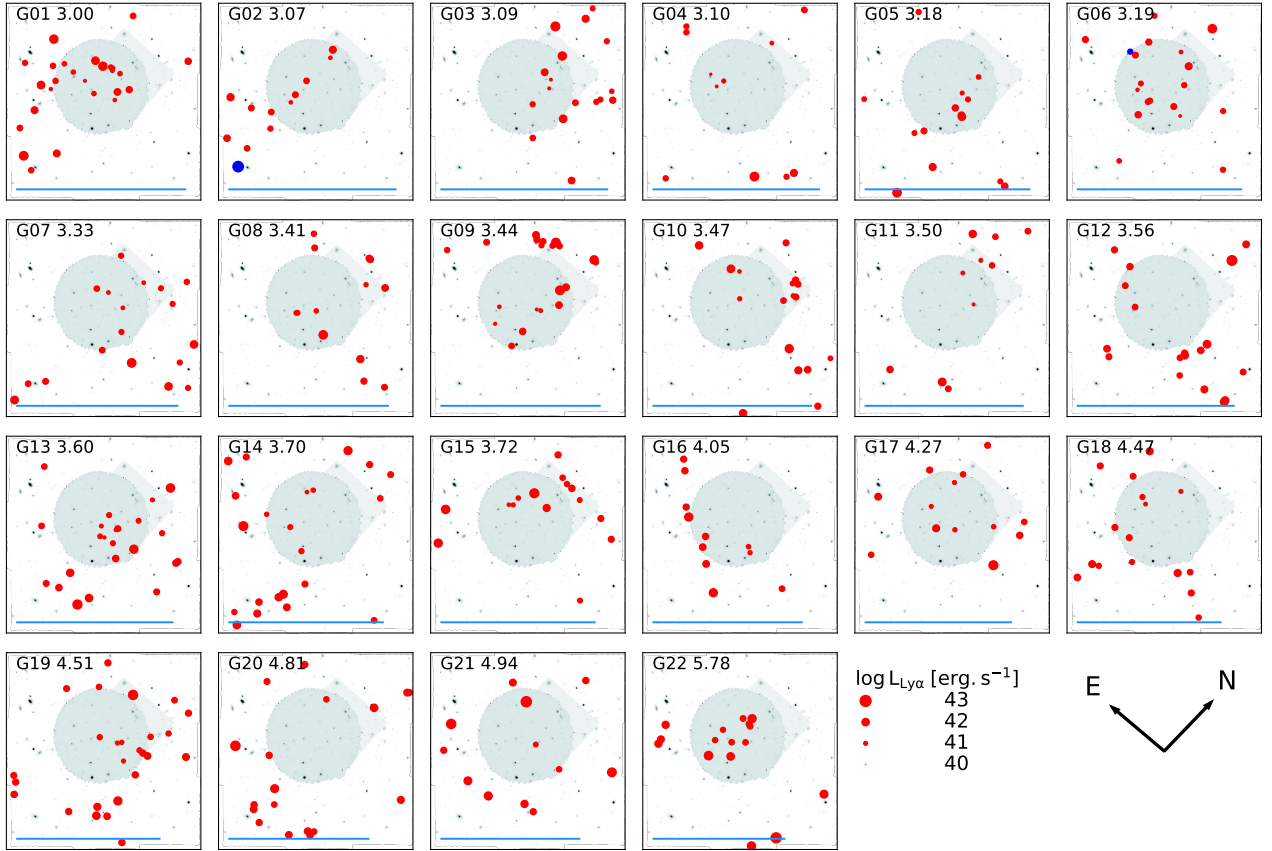 G01 3.00
G02 3.07
G03 3.09
G04 3.10
G05 3.18
G06 3.19
G07 3.33
G08 3.41
G09 3.44
G10 3.47
G11 3.50
G12 3.56
G13 3.60
G14 3.70
G15 3.72
G16 4.05
G17 4.27
G18 4.47
G19 4.51
G20 4.81
G21 4.94
G22 5.78
log L_Lyα [erg. s⁻¹]
43
42
41
40
E
N